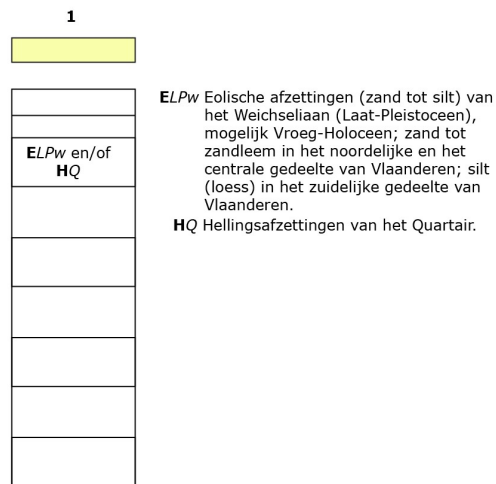 1
ELPw en/of
HQ
ELPw Eolische afzettingen (zand tot silt) van
het Weichseliaan (Laat-Pleistoceen),
mogelijk Vroeg-Holoceen; zand tot
zandleem in het noordelijke en het
centrale gedeelte van Vlaanderen; silt
(loess) in het zuidelijke gedeelte van
Vlaanderen.
HQ Hellingsafzettingen van het Quartair.